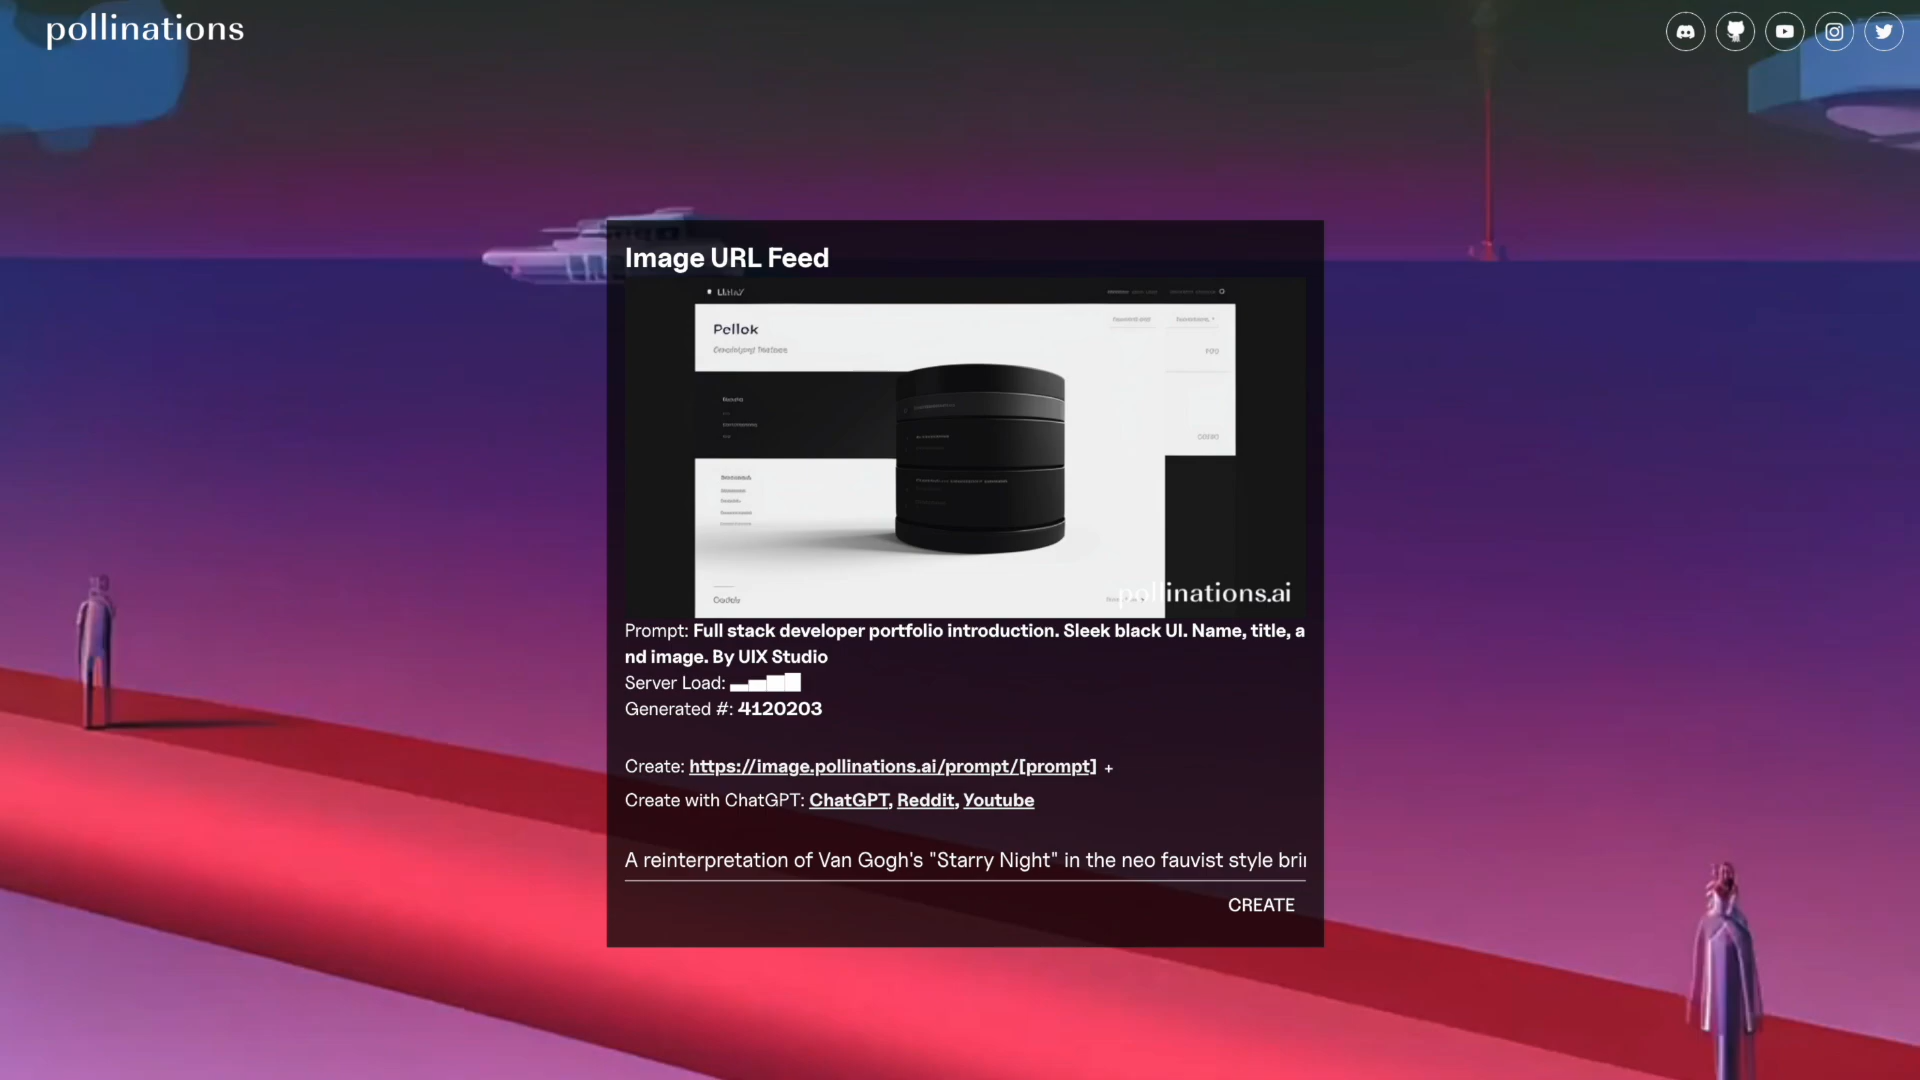 pollinations
Image URL Feed
Pellok
pollinations.ai
Prompt: Full stack developer portfolio introduction. Sleek black UI. Name, title, a
nd image. By UIX Studio
Server Load:
Generated #: 4120203
Create: https://image.pollinations.ai/prompt/[prompt] +
Create with ChatGPT: ChatGPT, Reddit, Youtube
A reinterpretation of Van Gogh's "Starry Night" in the neo fauvist style bri
CREATE